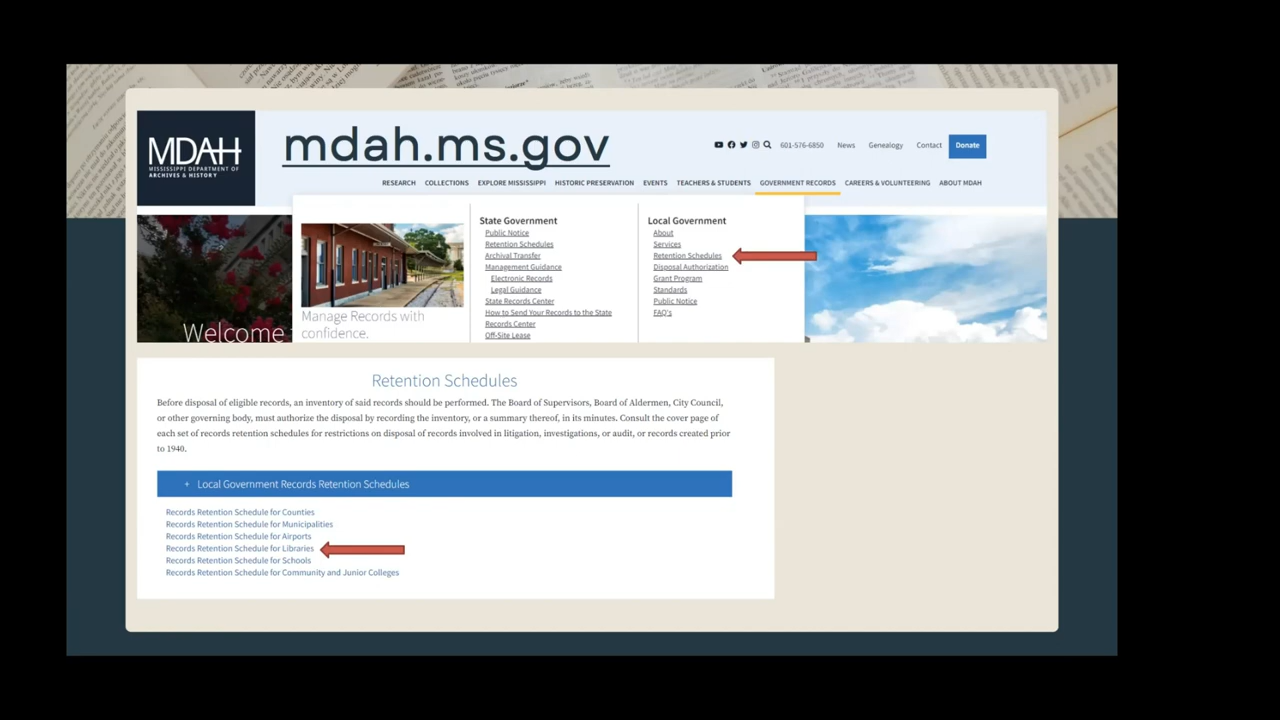 MDAH
MISSISSIPPI DEPARTMENT OF
ARCHIVES & HISTORY
mdah.ms.gov
601-576-6850 News Genealogy Contact Donate
RESEARCH COLLECTIONS EXPLORE MISSISSIPPI HISTORIC PRESERVATION EVENTS TEACHERS & STUDENTS GOVERNMENT RECORDS CAREERS & VOLUNTEERING ABOUT MDAH
Welcome
Manage Records with
confidence.
State Government
Public Notice
Retention Schedules
Archival Transfer
Management Guidance
Electronic Records
Legal Guidance
State Records Center
How to Send Your Records to the State
Records Center
Off-Site Lease
Local Government
About
Services
Retention Schedules
Disposal Authorization
Grant Program
Standards
Public Notice
FAQ's
Retention Schedules
Before disposal of eligible records, an inventory of said records should be performed. The Board of Supervisors, Board of Aldermen, City Council,
or other governing body, must authorize the disposal by recording the inventory, or a summary thereof, in its minutes. Consult the cover page of
each set of records retention schedules for restrictions on disposal of records involved in litigation, investigations, or audit, or records created prior
to 1940.
+ Local Government Records Retention Schedules
Records Retention Schedule for Counties
Records Retention Schedule for Municipalities
Records Retention Schedule for Airports
Records Retention Schedule for Libraries
Records Retention Schedule for Schools
Records Retention Schedule for Community and Junior Colleges